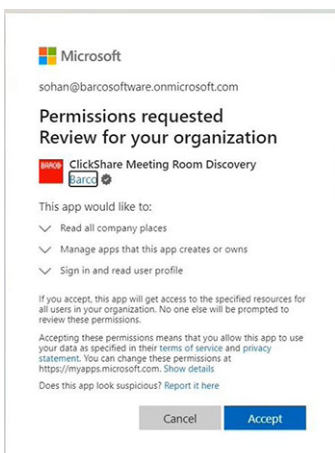 Microsoft
sohan@barcosoftware.onmicrosoft.com
Permissions requested
Review for your organization
BARCO
ClickShare Meeting Room Discovery
Barco
This app would like to:
Read all company places
Manage apps that this app creates or owns
Sign in and read user profile
If you accept, this app will get access to the specified resources for
all users in your organization. No one else will be prompted to
review these permissions.
Accepting these permissions means that you allow this app to use
your data as specified in their terms of service and privacy
statement. You can change these permissions at
https://myapps.microsoft.com. Show details
Does this app look suspicious? Report it here
Cancel
Accept